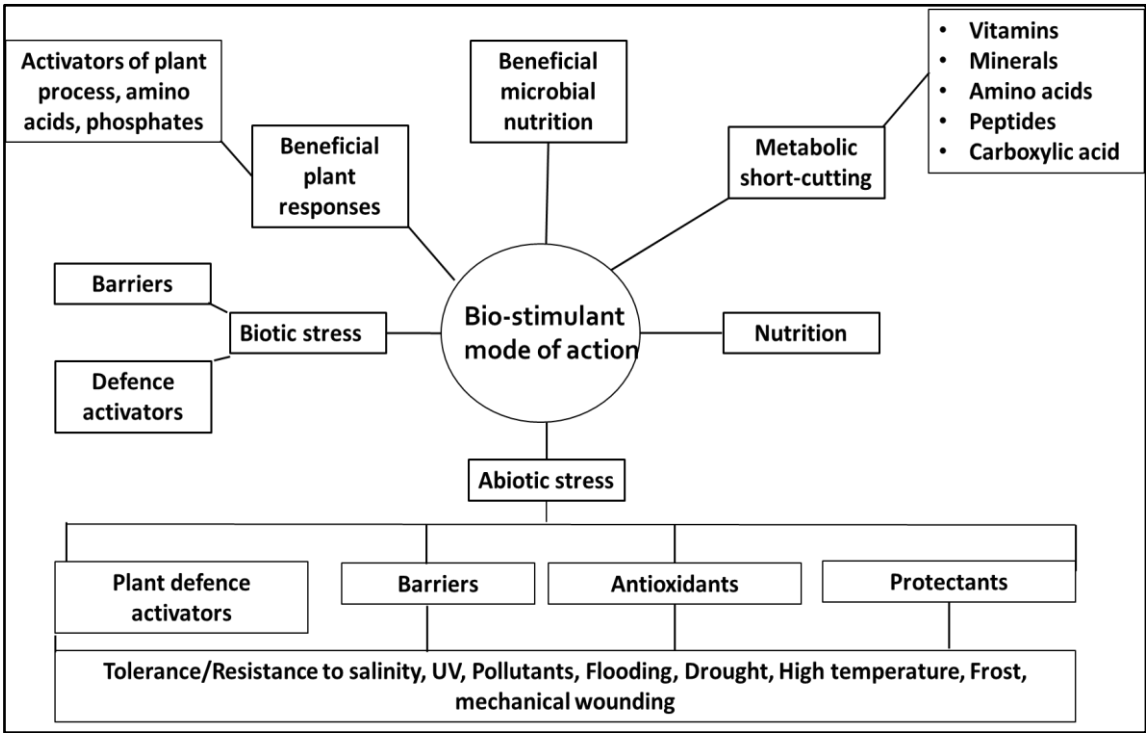 Activators of plant
process, amino
acids, phosphates
Beneficial
microbial
nutrition
• Vitamins
• Minerals
• Amino acids
• Peptides
• Carboxylic acid
Beneficial
plant
responses
Metabolic
short-cutting
Barriers
Biotic stress
Defence
activators
Bio-stimulant
mode of action
Nutrition
Abiotic stress
Plant defence
activators
Barriers
Antioxidants
Protectants
Tolerance/Resistance to salinity, UV, Pollutants, Flooding, Drought, High temperature, Frost,
mechanical wounding